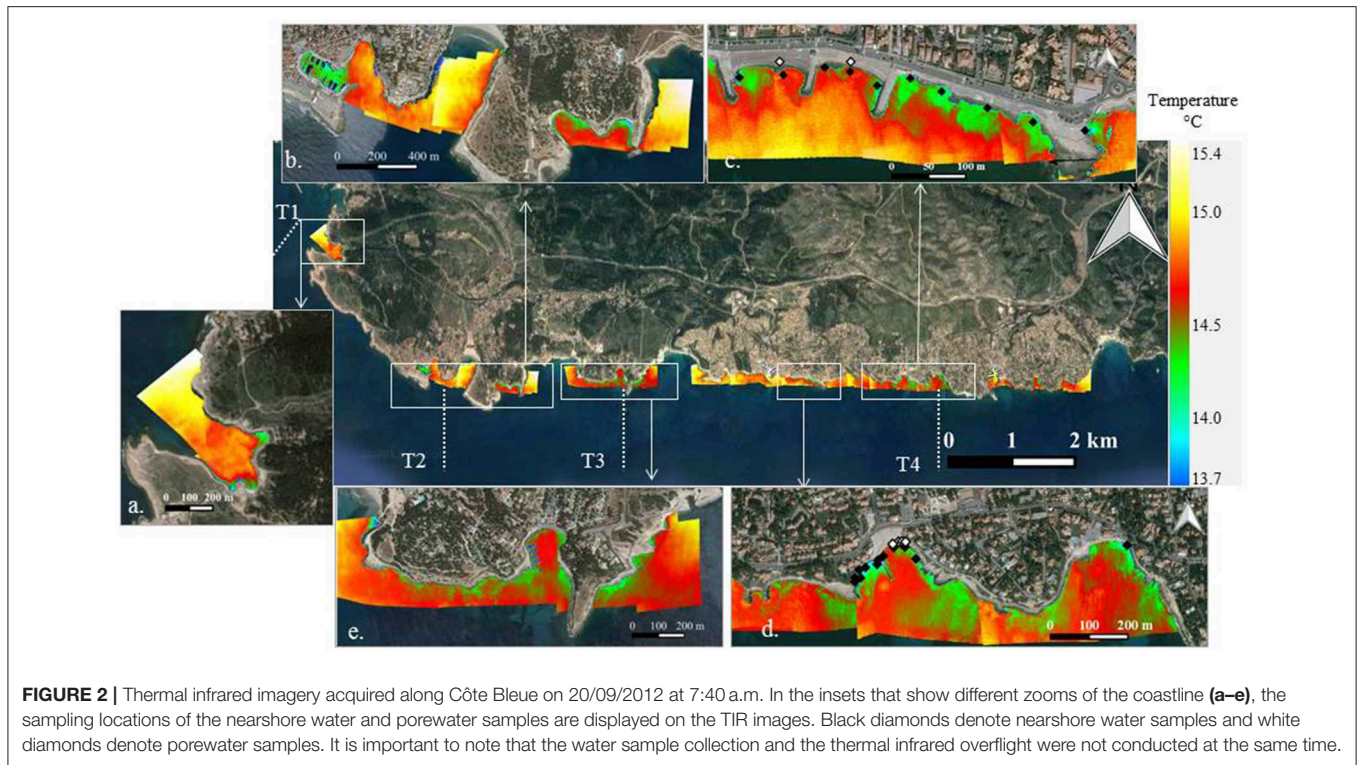 b.
0 200 400 m
c.
0 50 100 m
Temperature
°C
15.4
15.0
14.5
14.0
13.7
T1
N
a.
0 100 200 m
T2
T3
T4
0 1 2 km
e.
0 100 200 m
d.
0 100 200 m
FIGURE 2 | Thermal infrared imagery acquired along Côte Bleue on 20/09/2012 at 7:40 a.m. In the insets that show different zooms of the coastline (a–e), the
sampling locations of the nearshore water and porewater samples are displayed on the TIR images. Black diamonds denote nearshore water samples and white
diamonds denote porewater samples. It is important to note that the water sample collection and the thermal infrared overflight were not conducted at the same time.